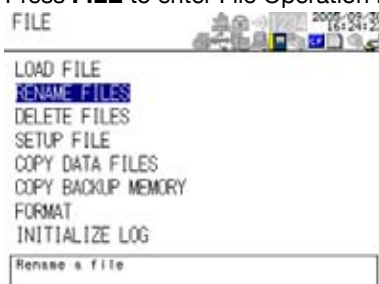 Press FILE to enter File Operation
FILE
LOAD FILE
RENAME FILES
DELETE FILES
SETUP FILE
COPY DATA FILES
COPY BACKUP MEMORY
FORMAT
INITIALIZE LOG
Rename a file